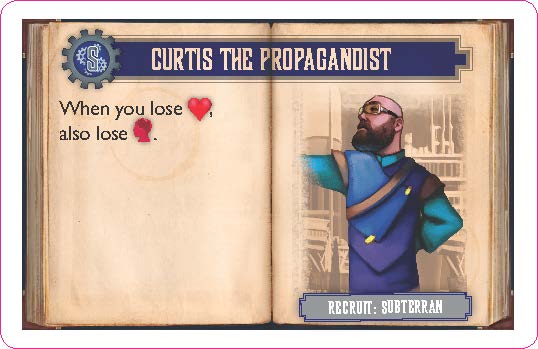 S
CURTIS THE PROPAGANDIST
When you lose ❤️,
also lose .
RECRUIT: SUBTERRAN